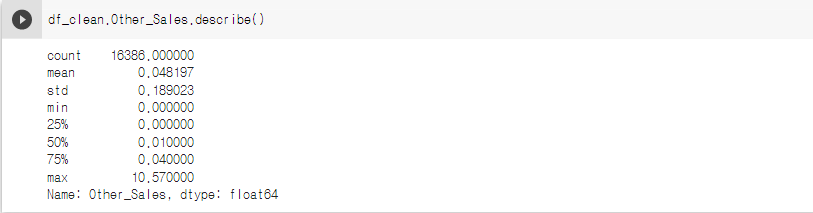 df_clean.Other_Sales.describe()
count 16386.000000
mean 0.048197
std 0.189023
min 0.000000
25% 0.000000
50% 0.010000
75% 0.040000
max 10.570000
Name: Other_Sales, dtype: float64